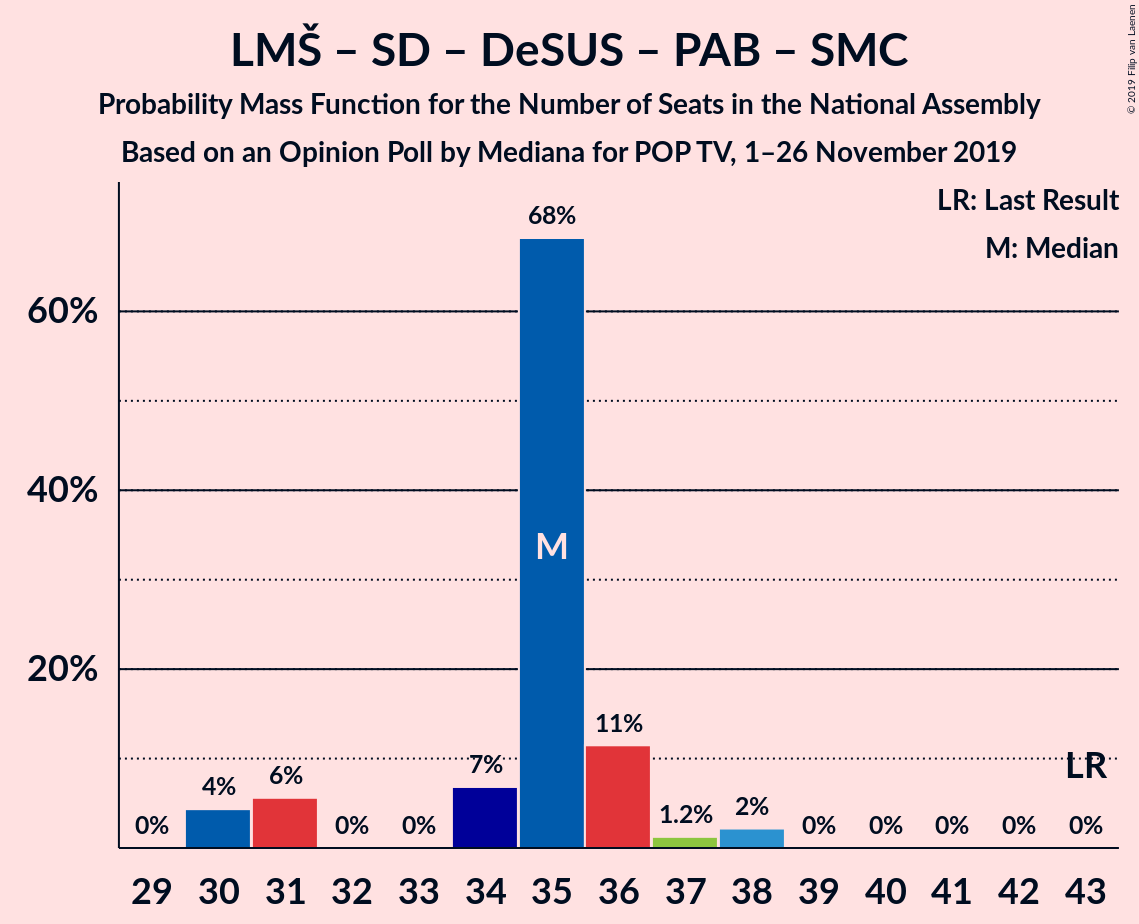 LMŠ – SD – DeSUS – PAB – SMC
Probability Mass Function for the Number of Seats in the National Assembly
Based on an Opinion Poll by Mediana for POP TV, 1–26 November 2019
© 2019 Filip van Laenen
LR: Last Result
M: Median
68%
60%
40%
M
20%
11%
7%
LR
4%
6%
2%
1.2%
0%
0%
0%
0%
0%
0%
0%
0%
29 30 31 32 33 34 35 36 37 38 39 40 41 42 43